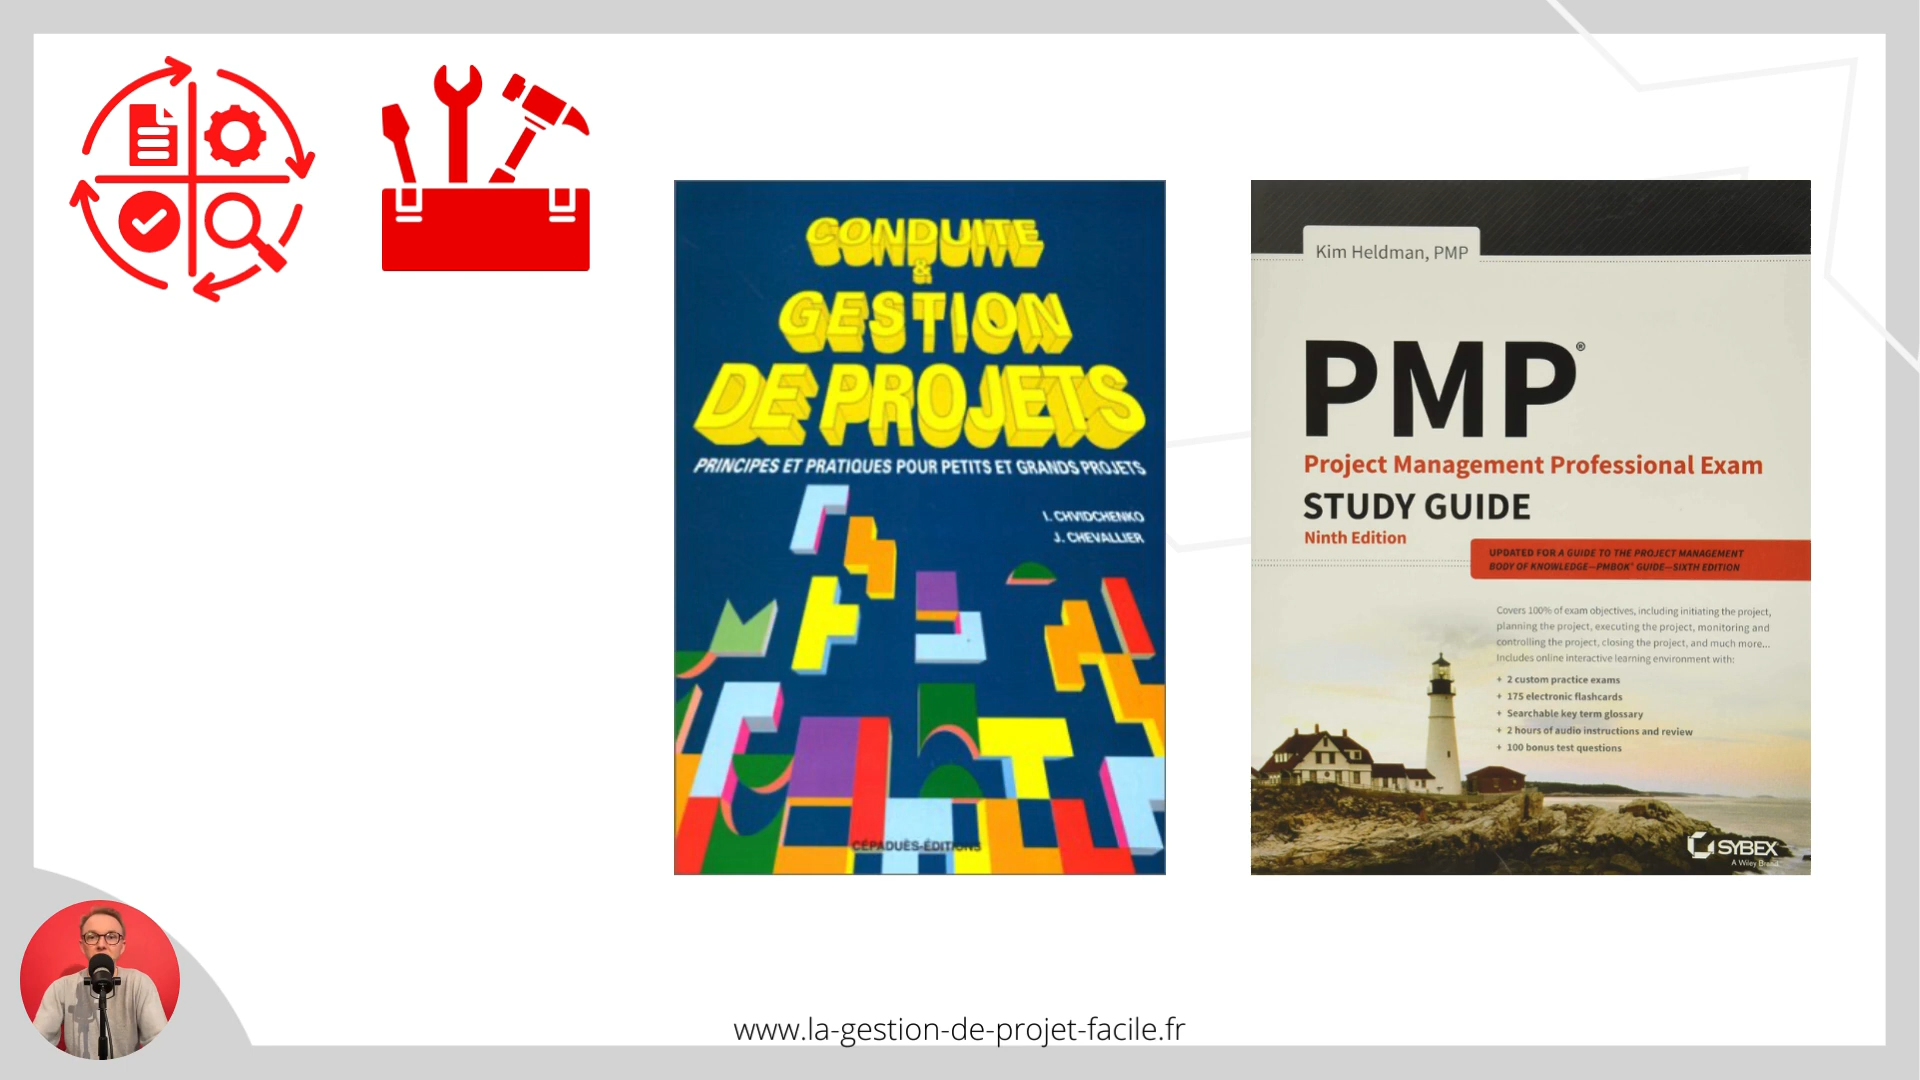 CONDUITE
&
GESTION
DE PROJETS
PRINCIPES ET PRATIQUES POUR PETITS ET GRANDS PROJETS
I. CHVIDCHENKO
J. CHEVALLIER
CÉPADUÈS-ÉDITIONS
Kim Heldman, PMP
PMP®
Project Management Professional Exam
STUDY GUIDE
Ninth Edition
UPDATED FOR A GUIDE TO THE PROJECT MANAGEMENT
BODY OF KNOWLEDGE—PMBOK® GUIDE—SIXTH EDITION
Covers 100% of exam objectives, including initiating the project,
planning the project, executing the project, monitoring and
controlling the project, closing the project, and much more...
Includes online interactive learning environment with:
+ 2 custom practice exams
+ 175 electronic flashcards
+ Searchable key term glossary
+ 2 hours of audio instructions and review
+ 100 bonus test questions
SYBEX
A Wiley Brand
www.la-gestion-de-projet-facile.fr